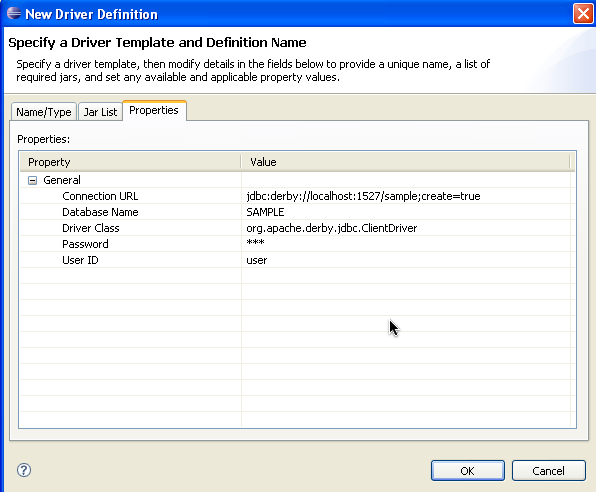 New Driver Definition
Specify a Driver Template and Definition Name
Specify a driver template, then modify details in the fields below to provide a unique name, a list of
required jars, and set any available and applicable property values.
Name/Type Jar List Properties
Properties:
Property Value
General
Connection URL jdbc:derby://localhost:1527/sample;create=true
Database Name SAMPLE
Driver Class org.apache.derby.jdbc.ClientDriver
Password ***
User ID user
? OK Cancel